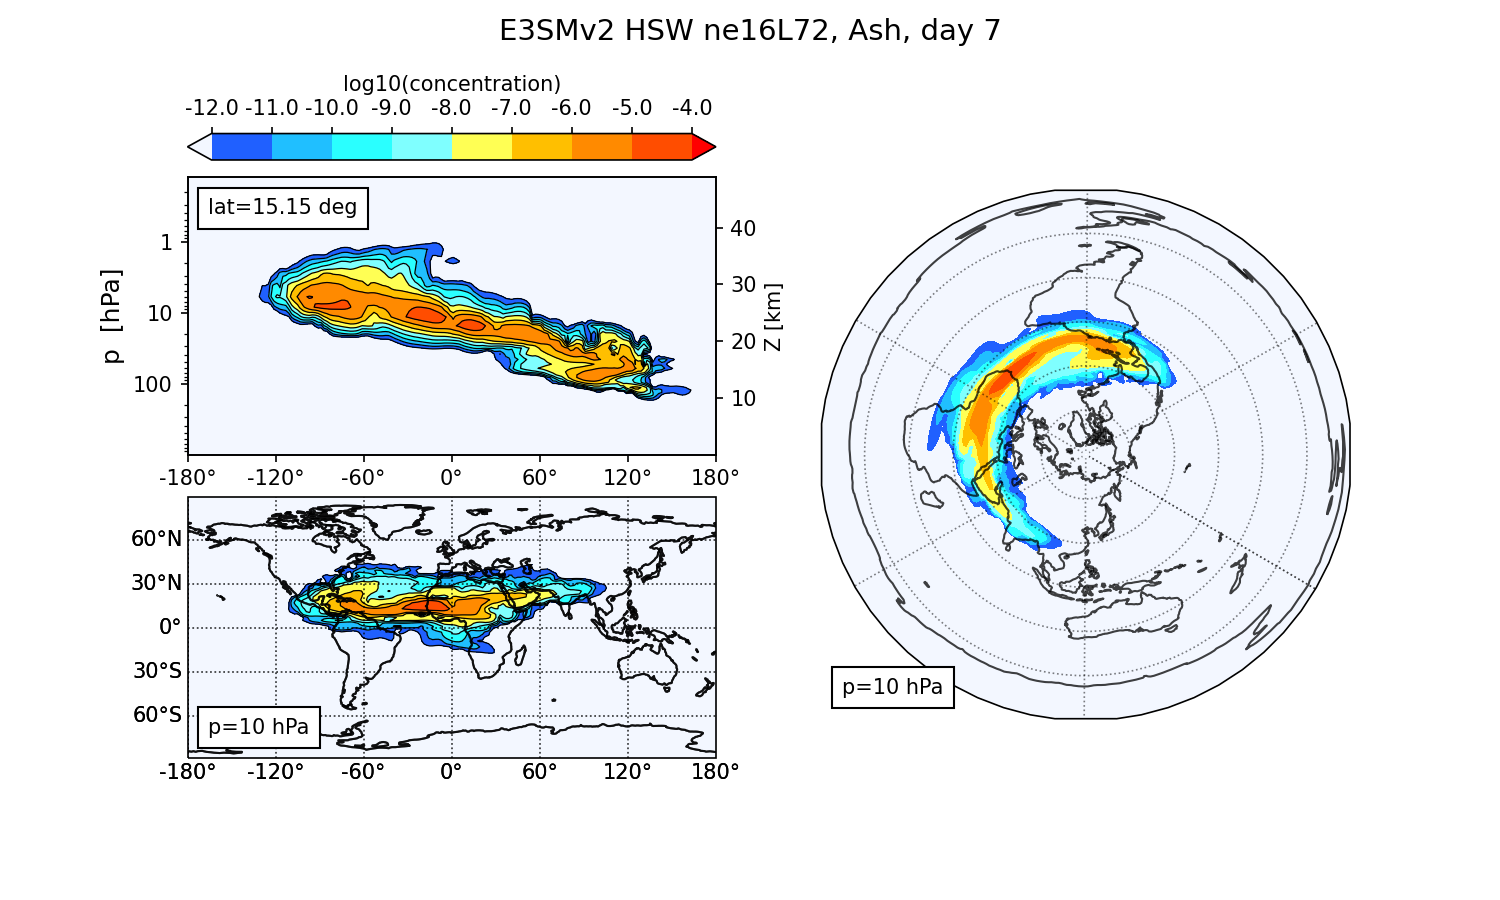 E3SMv2 HSW ne16L72, Ash, day 7
log10(concentration)
-12.0 -11.0 -10.0 -9.0 -8.0 -7.0 -6.0 -5.0 -4.0
lat=15.15 deg
p [hPa]
1
10
100
40
30
20
10
Z [km]
-180° -120° -60° 0° 60° 120° 180°
60°N
30°N
0°
30°S
60°S
p=10 hPa
-180° -120° -60° 0° 60° 120° 180°
p=10 hPa